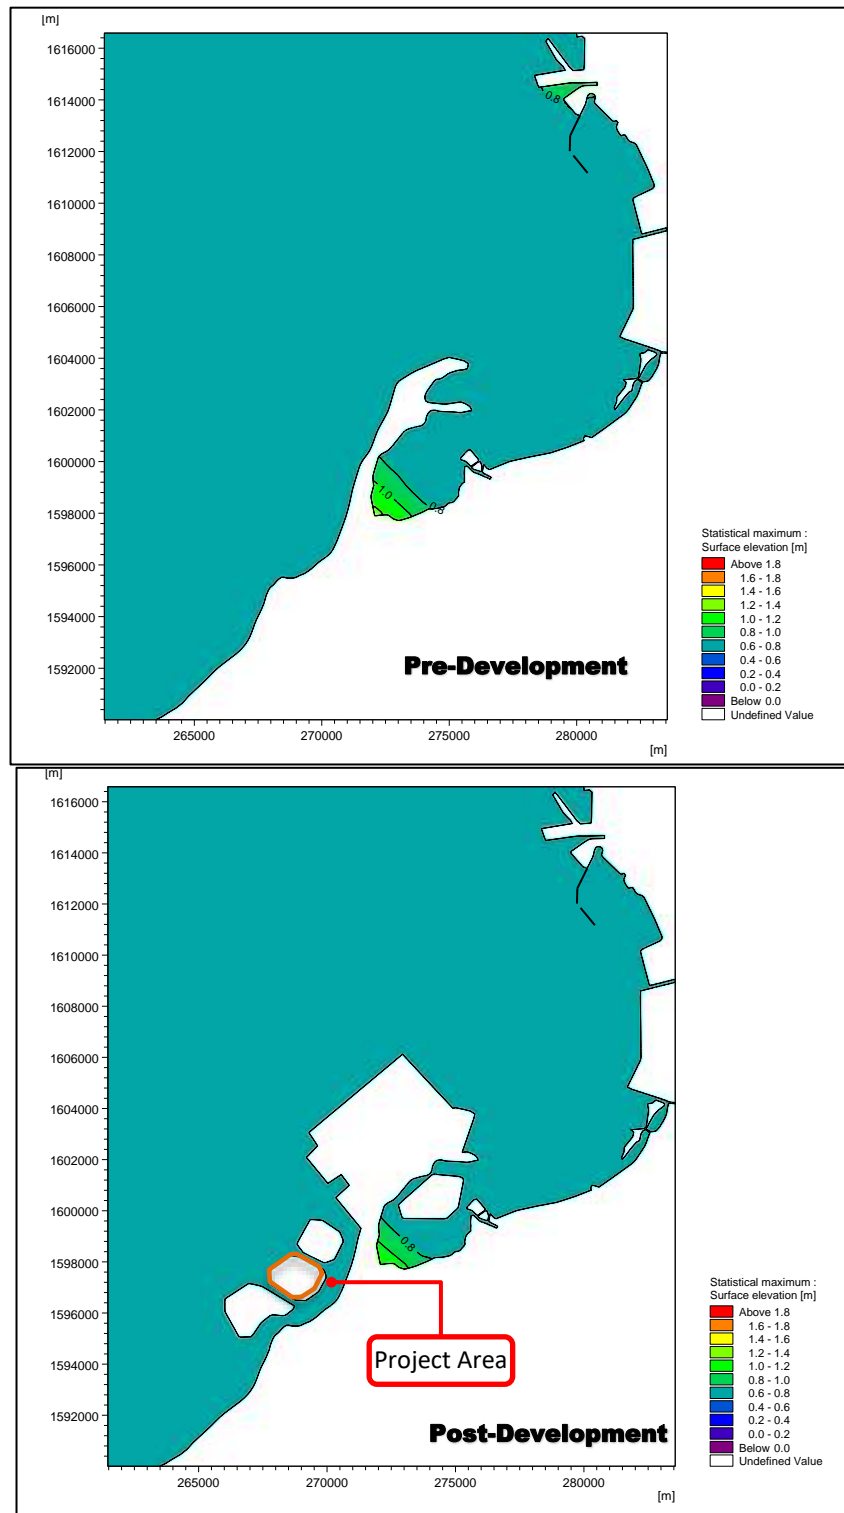 [m]
1616000
1614000
1612000
1610000
1608000
1606000
1604000
1602000
1600000
1598000
1596000
1594000
1592000
0.8
1.0
0.8
Pre-Development
265000
270000
275000
280000
[m]
Statistical maximum :
Surface elevation [m]
Above 1.8
1.6 - 1.8
1.4 - 1.6
1.2 - 1.4
1.0 - 1.2
0.8 - 1.0
0.6 - 0.8
0.4 - 0.6
0.2 - 0.4
0.0 - 0.2
Below 0.0
Undefined Value
[m]
1616000
1614000
1612000
1610000
1608000
1606000
1604000
1602000
1600000
1598000
1596000
1594000
1592000
0.8
Project Area
Post-Development
265000
270000
275000
280000
[m]
Statistical maximum :
Surface elevation [m]
Above 1.8
1.6 - 1.8
1.4 - 1.6
1.2 - 1.4
1.0 - 1.2
0.8 - 1.0
0.6 - 0.8
0.4 - 0.6
0.2 - 0.4
0.0 - 0.2
Below 0.0
Undefined Value